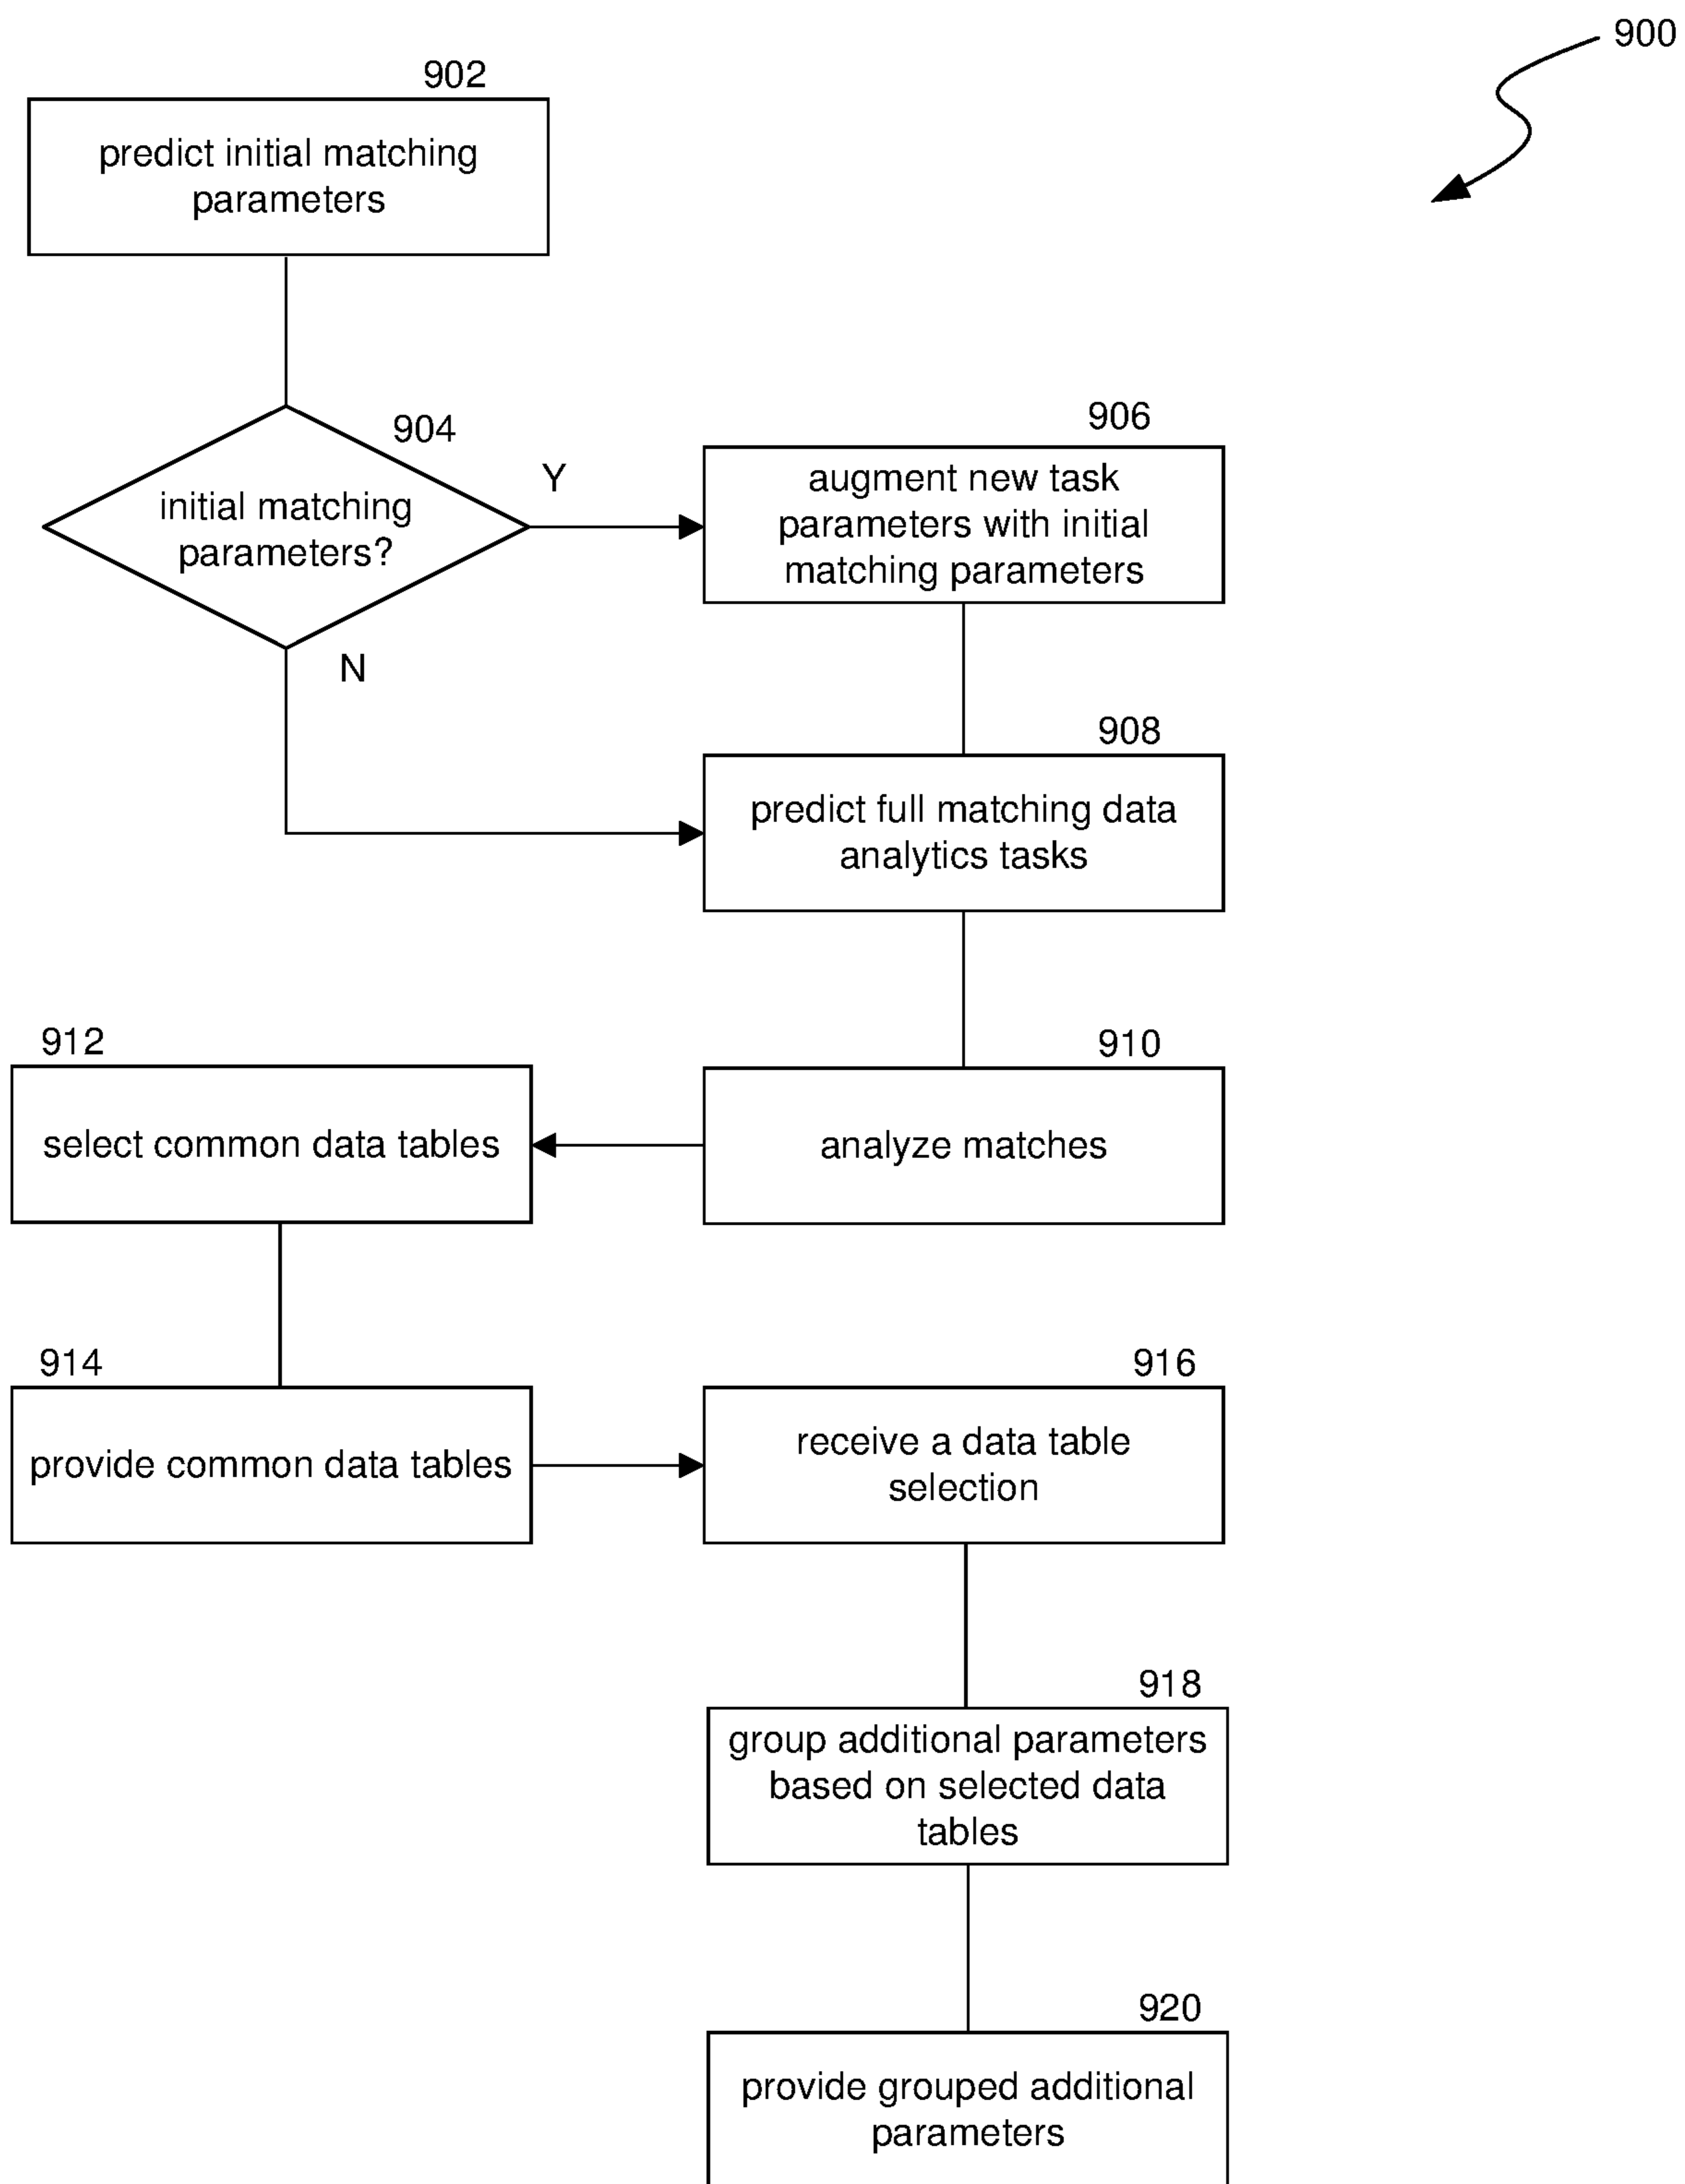 900
902
predict initial matching
parameters
904
initial matching
parameters?
Y
N
906
augment new task
parameters with initial
matching parameters
908
predict full matching data
analytics tasks
910
analyze matches
912
select common data tables
914
provide common data tables
916
receive a data table
selection
918
group additional parameters
based on selected data
tables
920
provide grouped additional
parameters